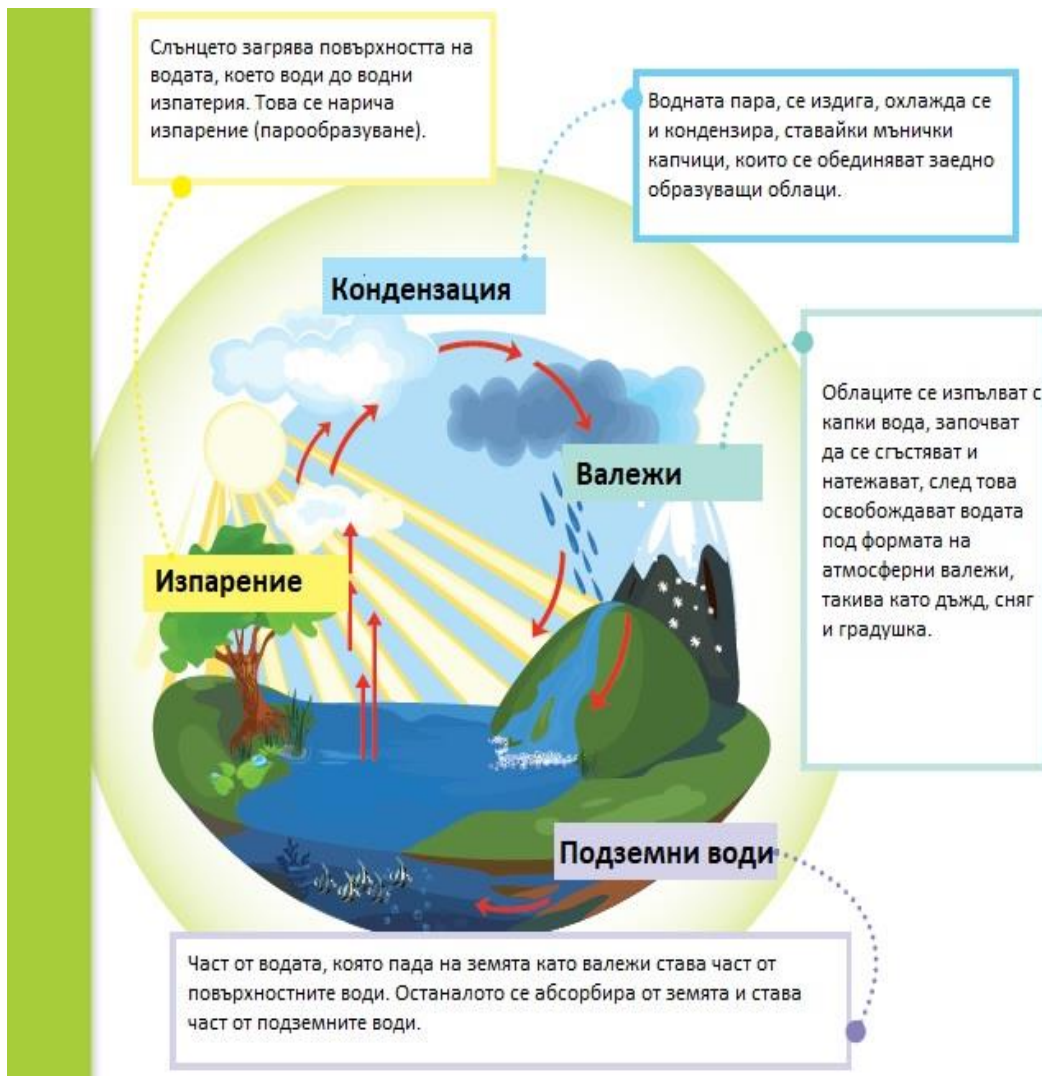 Слънцето загрява повърхността на
водата, което води до водни
изпатерия. Това се нарича
изпарение (парообразуване).
Водната пара, се издига, охлажда се
и кондензира, ставайки мънички
капчици, които се обединяват заедно
образуващи облаци.
Кондензация
Облаците се изпълват с
капки вода, започват
да се сгъстяват и
натежават, след това
освобождават водата
под формата на
атмосферни валежи,
такива като дъжд, сняг
и градушка.
Валежи
Изпарение
Подземни води
Част от водата, която пада на земята като валежи става част от
повърхностните води. Останалото се абсорбира от земята и става
част от подземните води.